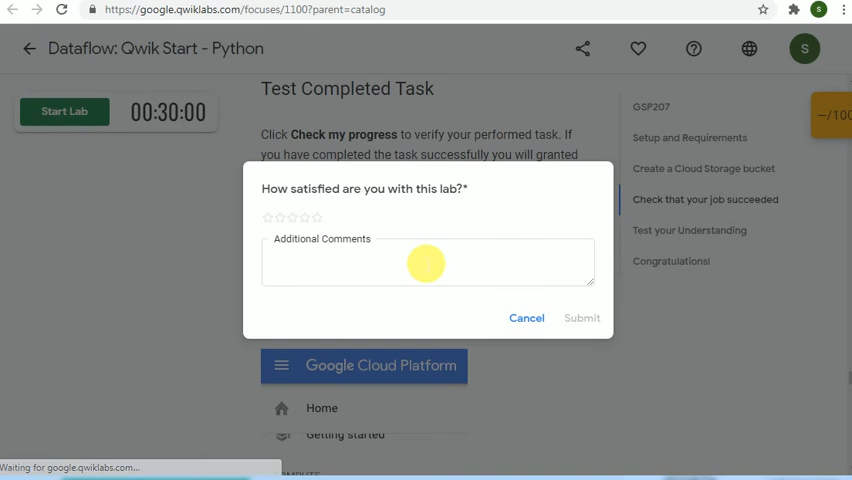 https://google.qwiklabs.com/focuses/1100?parent=catalog
S
Dataflow: Qwik Start - Python
S
Start Lab
00:30:00
Test Completed Task
Click Check my progress to verify your performed task. If
you have completed the task successfully you will granted
--/100
GSP207
Setup and Requirements
Create a Cloud Storage bucket
Check that your job succeeded
Test your Understanding
Congratulations!
How satisfied are you with this lab?*
Additional Comments
Cancel
Submit
Google Cloud Platform
Home
Getting started
Waiting for google.qwiklabs.com...